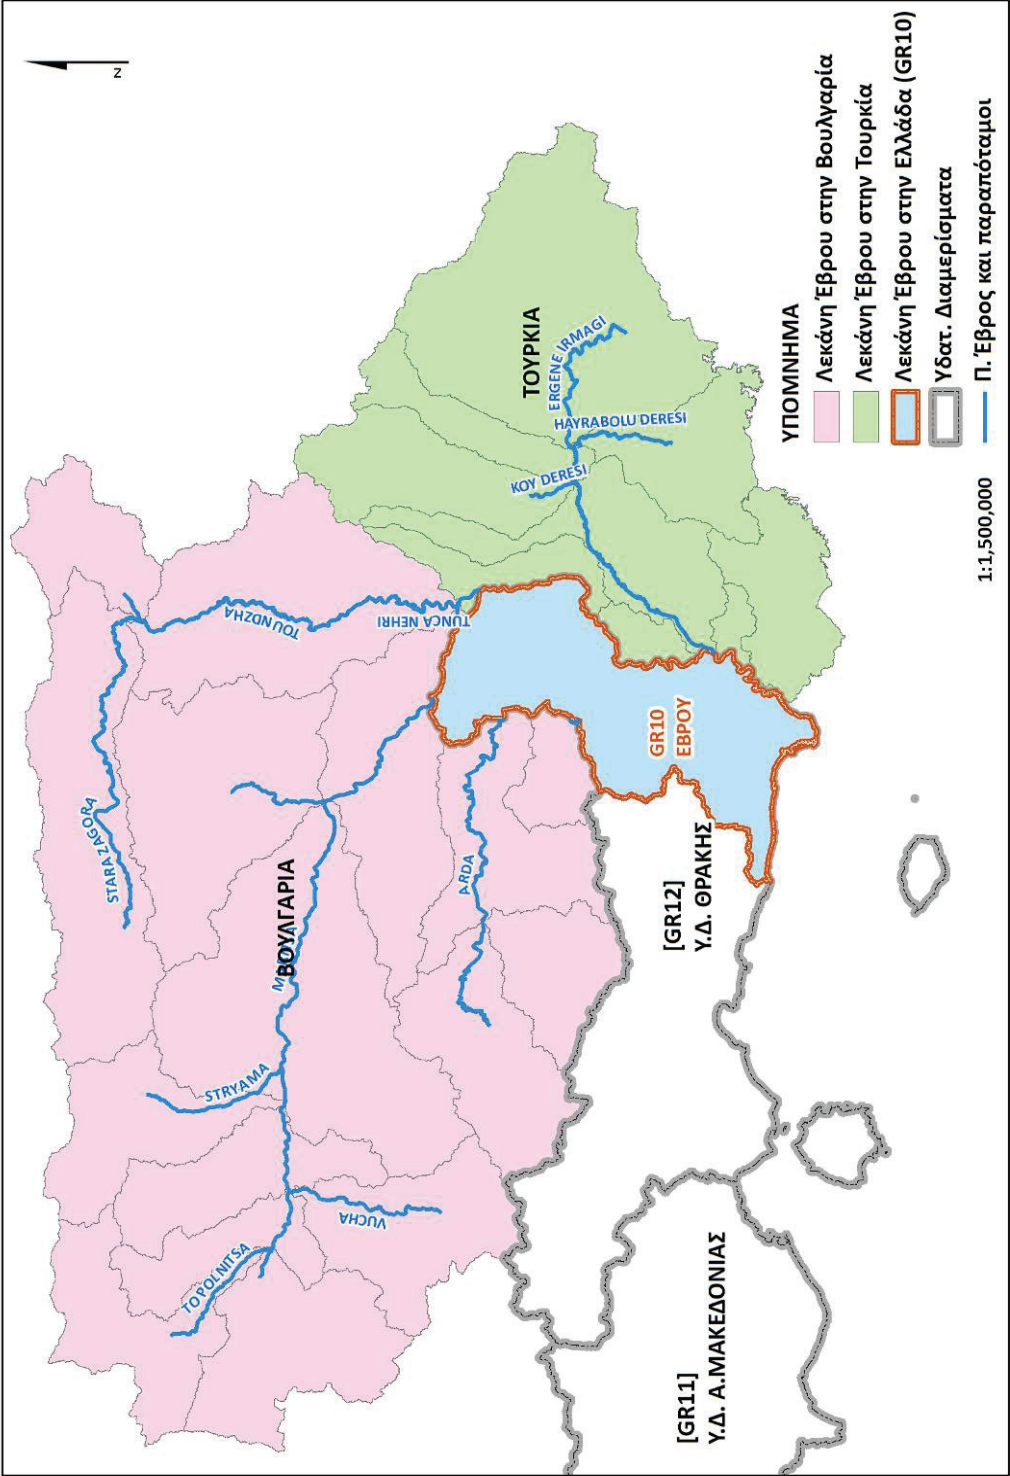 N
STARA ZAGORA
TOUNDZHA
TUNCA NEHRI
STRYAMA
ΒΟΥΛΓΑΡΙΑ
TOPOLNITSA
VUCHA
ARDA
ΤΟΥΡΚΙΑ
ERGENE IRMAGI
HAYRABOLU DERESI
KOY DERESI
GR10
ΕΒΡΟΥ
[GR12]
Υ.Δ. ΘΡΑΚΗΣ
[GR11]
Υ.Δ. Α.ΜΑΚΕΔΟΝΙΑΣ
ΥΠΟΜΝΗΜΑ
Λεκάνη Έβρου στην Βουλγαρία
Λεκάνη Έβρου στην Τουρκία
Λεκάνη Έβρου στην Ελλάδα (GR10)
Υδατ. Διαμερίσματα
Π. Έβρος και παραπόταμοι
1:1,500,000